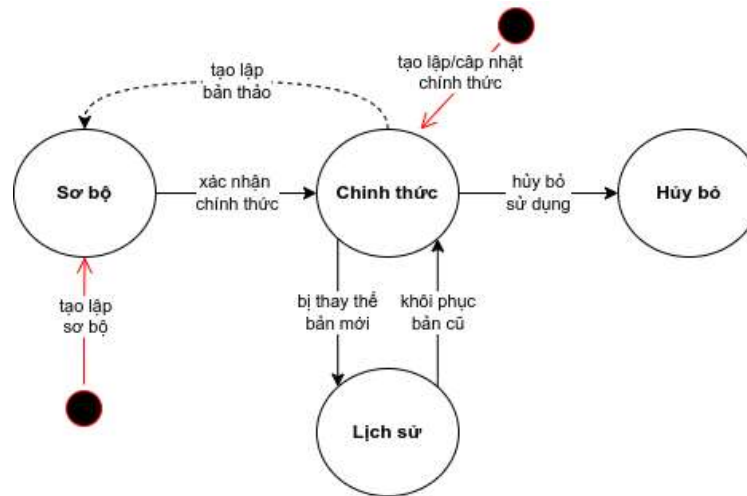 tạo lập/câp nhật
chính thức
tạo lập
bản thảo
Sơ bộ
xác nhận
chính thức
Chính thức
hủy bỏ
sử dụng
Hủy bỏ
tạo lập
sơ bộ
bị thay thế
bản mới
khôi phục
bản cũ
Lịch sử